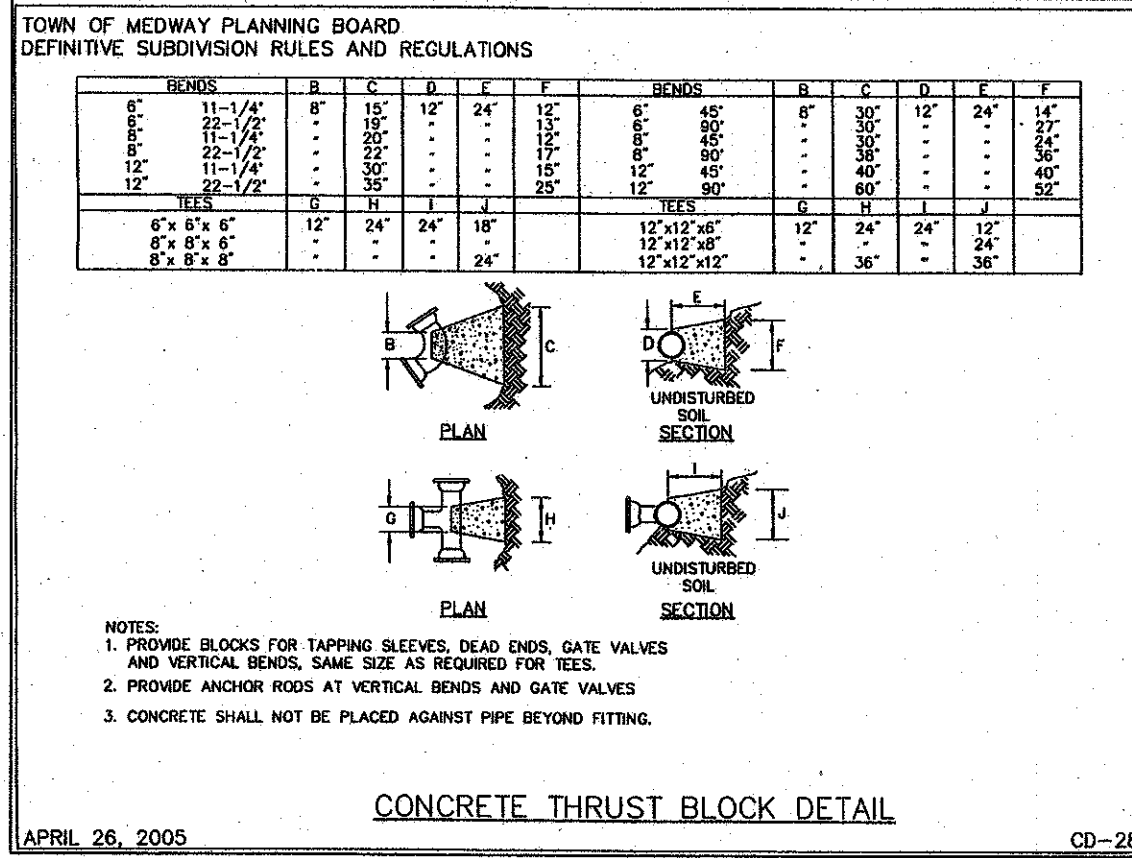 TOWN OF MEDWAY PLANNING BOARD
DEFINITIVE SUBDIVISION RULES AND REGULATIONS
BENDS B C D E F BENDS B C D E F
6" 11-1/4° 8" 15" 12" 24" 12" 6" 45° 8" 30" 12" 24" 14"
6" 22-1/2° " 19" " " 13" 6" 90° " 30" " " 27"
8" 11-1/4° " 20" " " 12" 8" 45° " 30" " " 24"
8" 22-1/2° " 22" " " 17" 8" 90° " 38" " " 36"
12" 11-1/4° " 30" " " 15" 12" 45° " 40" " " 40"
12" 22-1/2° " 35" " " 25" 12" 90° " 60" " " 52"
TEES G H I J TEES G H I J
6"x 6"x 6" 12" 24" 24" 18" 12"x12"x6" 12" 24" 24" 12"
8"x 8"x 6" " " " " 12"x12"x8" " " " 24"
8"x 8"x 8" " " " 24" 12"x12"x12" " 36" " 36"
B C
D E F
UNDISTURBED
SOIL
PLAN SECTION
G H
I J
UNDISTURBED
SOIL
PLAN SECTION
NOTES:
1. PROVIDE BLOCKS FOR TAPPING SLEEVES, DEAD ENDS, GATE VALVES
AND VERTICAL BENDS, SAME SIZE AS REQUIRED FOR TEES.
2. PROVIDE ANCHOR RODS AT VERTICAL BENDS AND GATE VALVES
3. CONCRETE SHALL NOT BE PLACED AGAINST PIPE BEYOND FITTING.
CONCRETE THRUST BLOCK DETAIL
APRIL 26, 2005 CD-28